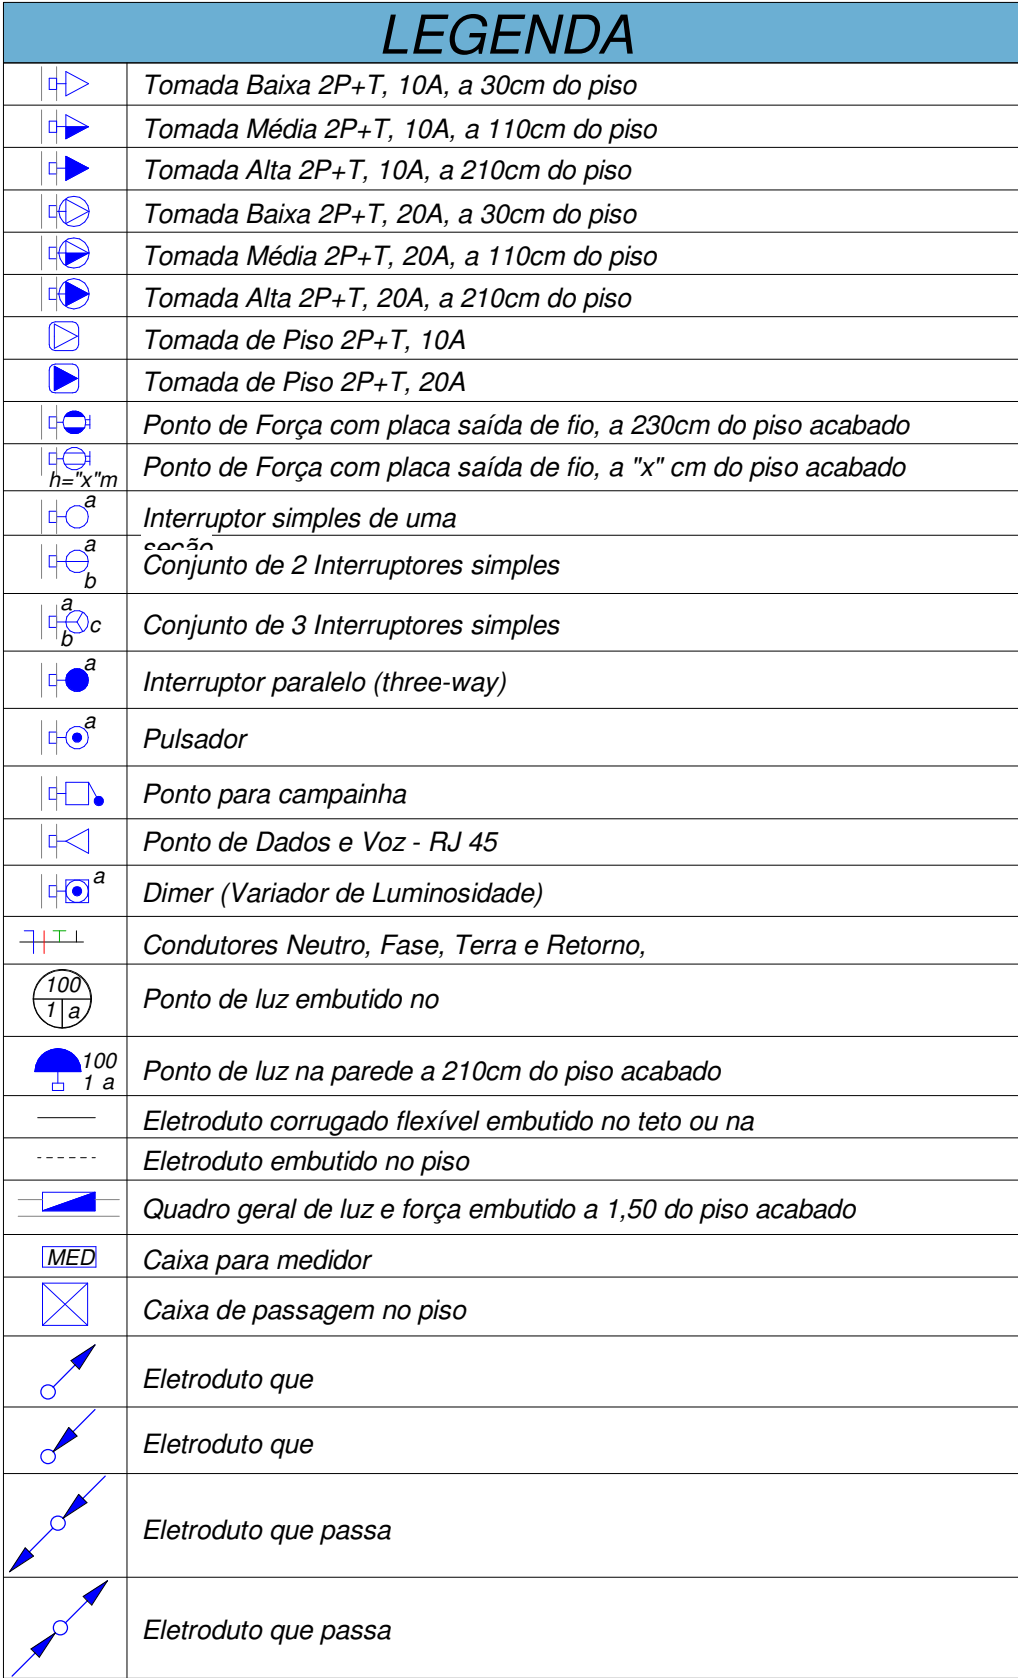 LEGENDA
Tomada Baixa 2P+T, 10A, a 30cm do piso
Tomada Média 2P+T, 10A, a 110cm do piso
Tomada Alta 2P+T, 10A, a 210cm do piso
Tomada Baixa 2P+T, 20A, a 30cm do piso
Tomada Média 2P+T, 20A, a 110cm do piso
Tomada Alta 2P+T, 20A, a 210cm do piso
Tomada de Piso 2P+T, 10A
Tomada de Piso 2P+T, 20A
Ponto de Força com placa saída de fio, a 230cm do piso acabado
h="x"m Ponto de Força com placa saída de fio, a "x" cm do piso acabado
a Interruptor simples de uma
seção
a b Conjunto de 2 Interruptores simples
a b c Conjunto de 3 Interruptores simples
a Interruptor paralelo (three-way)
a Pulsador
Ponto para campainha
Ponto de Dados e Voz - RJ 45
a Dimer (Variador de Luminosidade)
Condutores Neutro, Fase, Terra e Retorno,
100
1 a Ponto de luz embutido no
100
1 a Ponto de luz na parede a 210cm do piso acabado
Eletroduto corrugado flexível embutido no teto ou na
Eletroduto embutido no piso
Quadro geral de luz e força embutido a 1,50 do piso acabado
MED Caixa para medidor
Caixa de passagem no piso
Eletroduto que
Eletroduto que
Eletroduto que passa
Eletroduto que passa